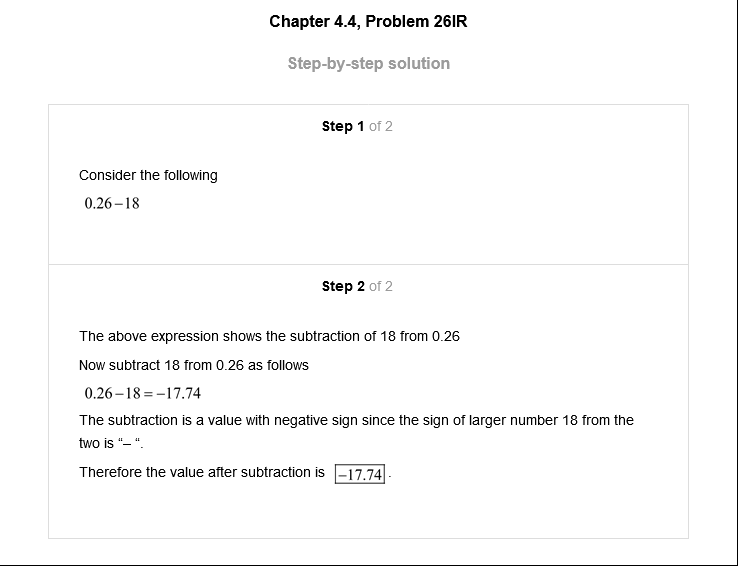 Chapter 4.4, Problem 26IR
Step-by-step solution
Step 1 of 2
Consider the following
0.26−18
Step 2 of 2
The above expression shows the subtraction of 18 from 0.26
Now subtract 18 from 0.26 as follows
0.26−18=−17.74
The subtraction is a value with negative sign since the sign of larger number 18 from the
two is “– “.
Therefore the value after subtraction is −17.74 .